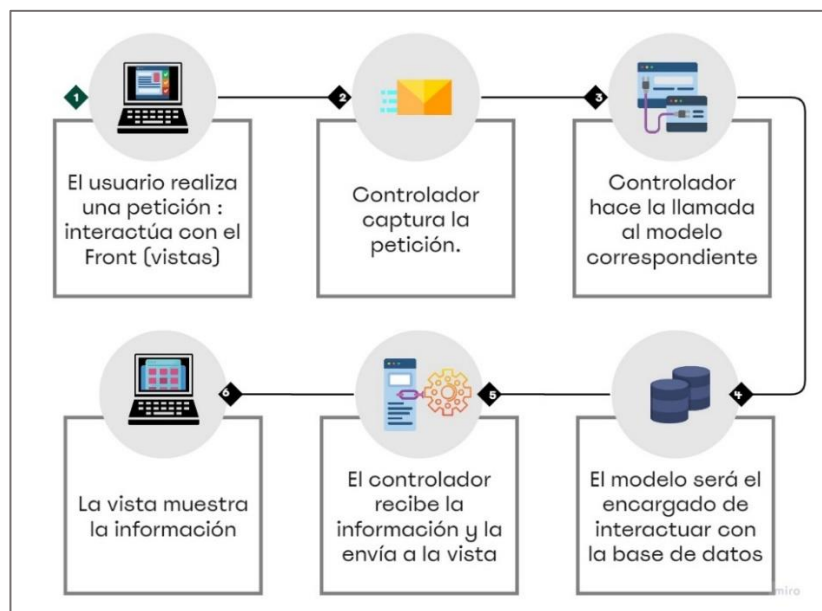 1
El usuario realiza
una petición :
interactúa con el
Front (vistas)
2
Controlador
captura la
petición.
3
Controlador
hace la llamada
al modelo
correspondiente
4
El modelo será el
encargado de
interactuar con
la base de datos
5
El controlador
recibe la
información y la
envía a la vista
6
La vista muestra
la información
miro